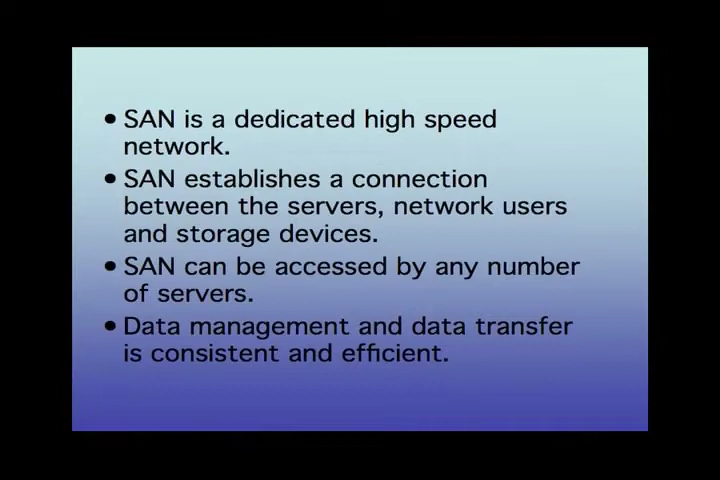 • SAN is a dedicated high speed
network.
• SAN establishes a connection
between the servers, network users
and storage devices.
• SAN can be accessed by any number
of servers.
• Data management and data transfer
is consistent and efficient.